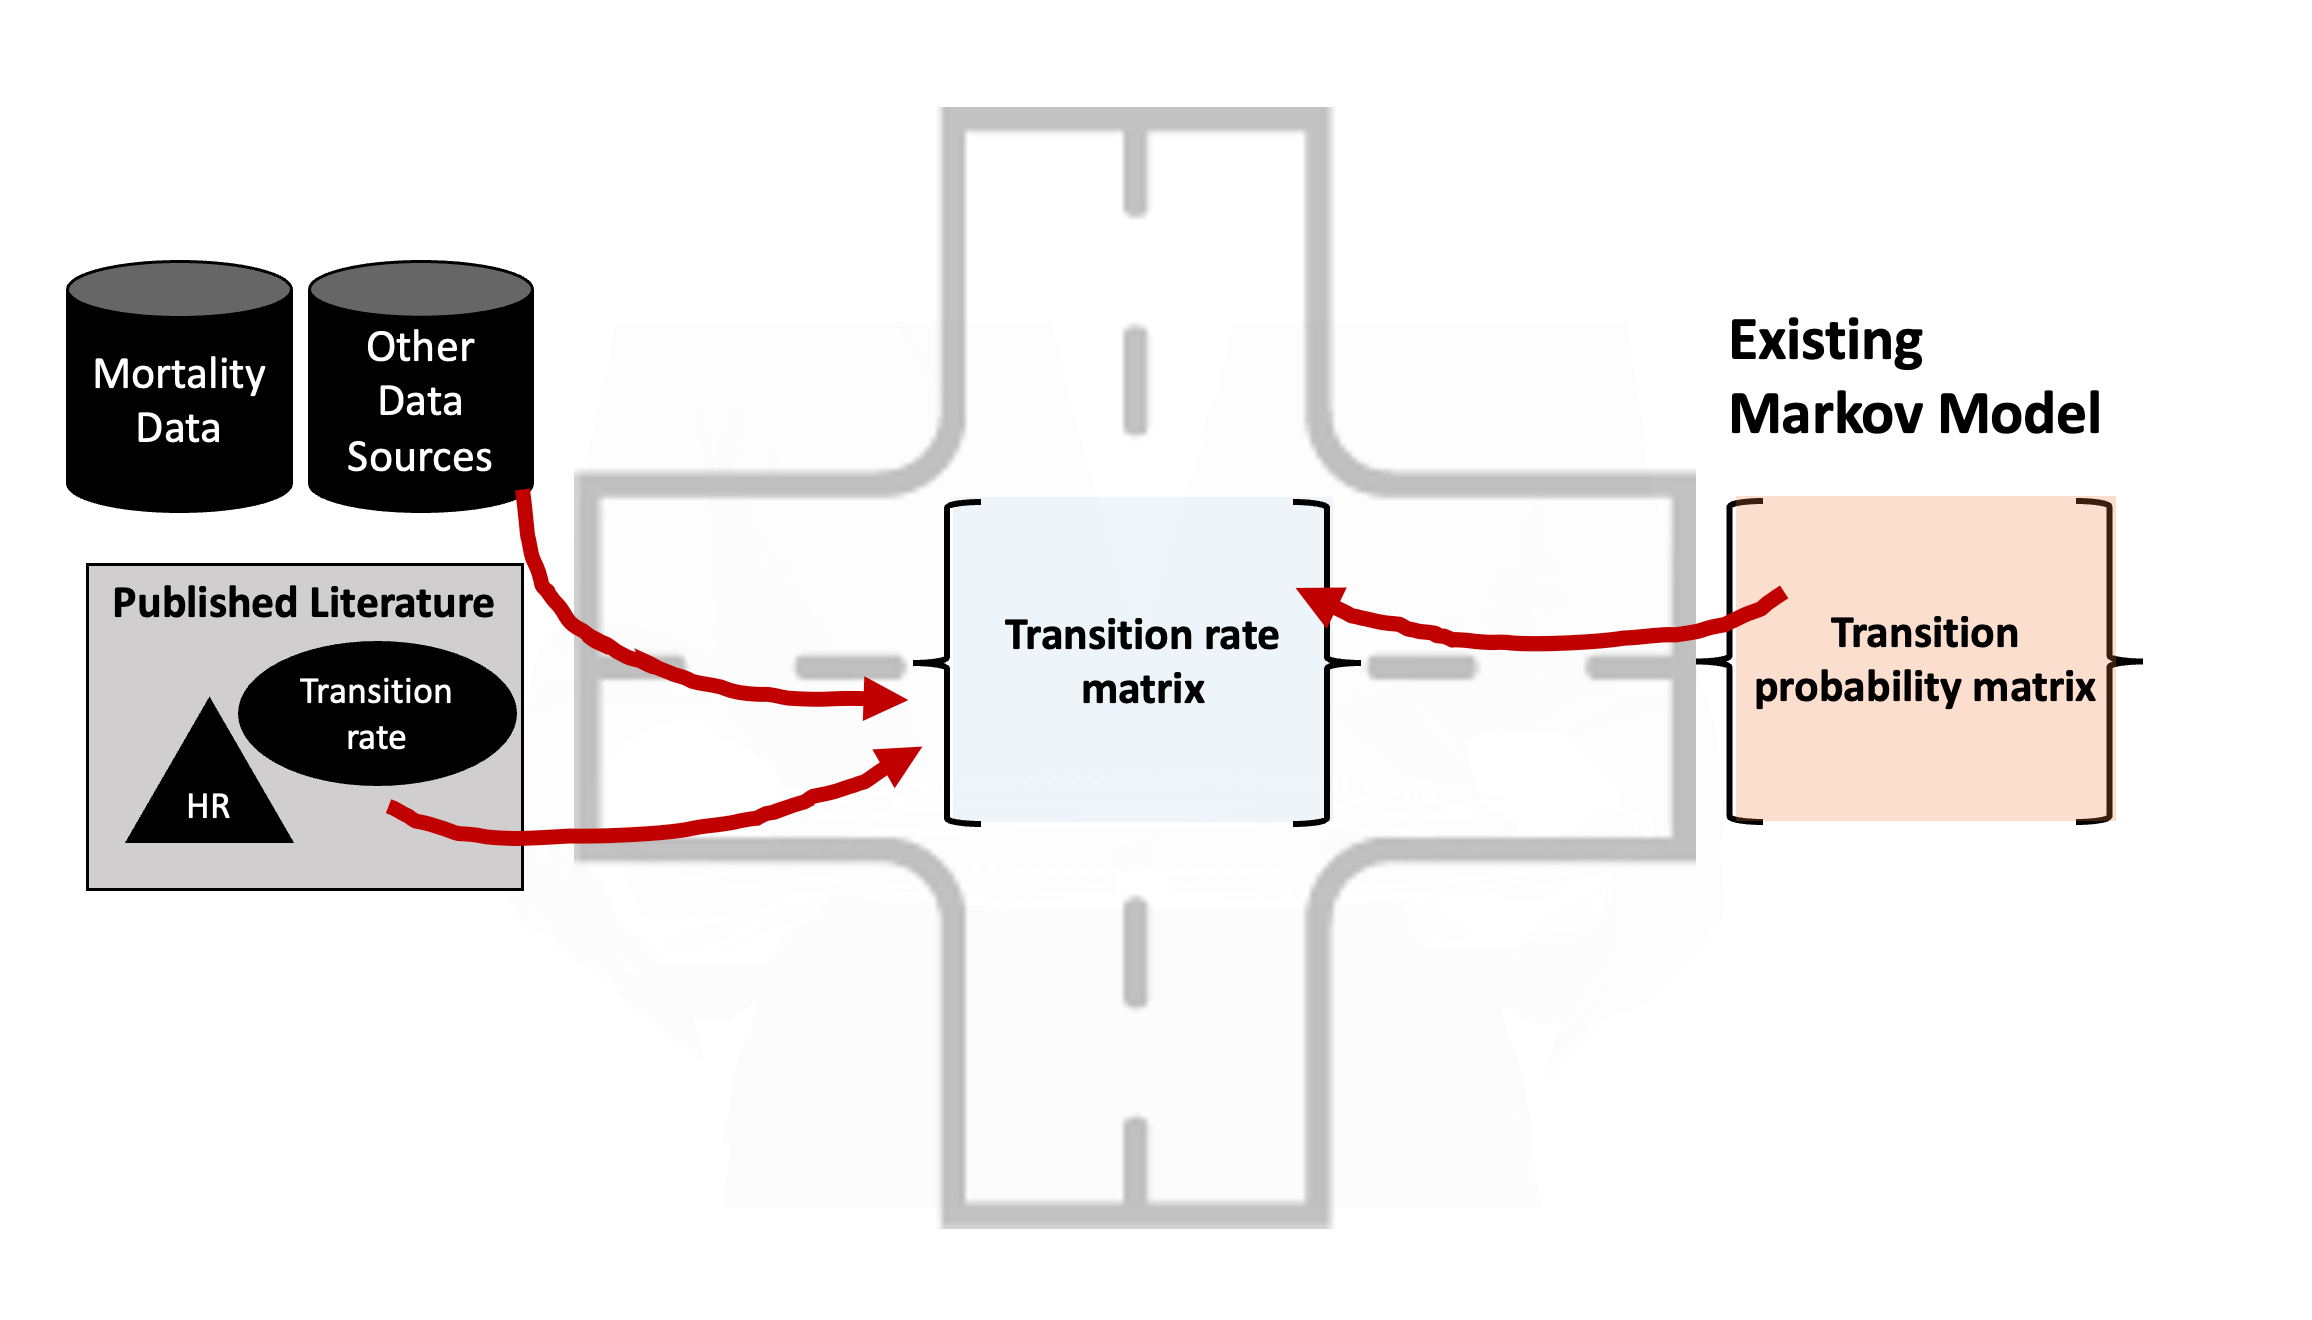 Mortality
Data
Other
Data
Sources
Published Literature
Transition
rate
HR
Transition rate
matrix
Existing
Markov Model
Transition
probability matrix